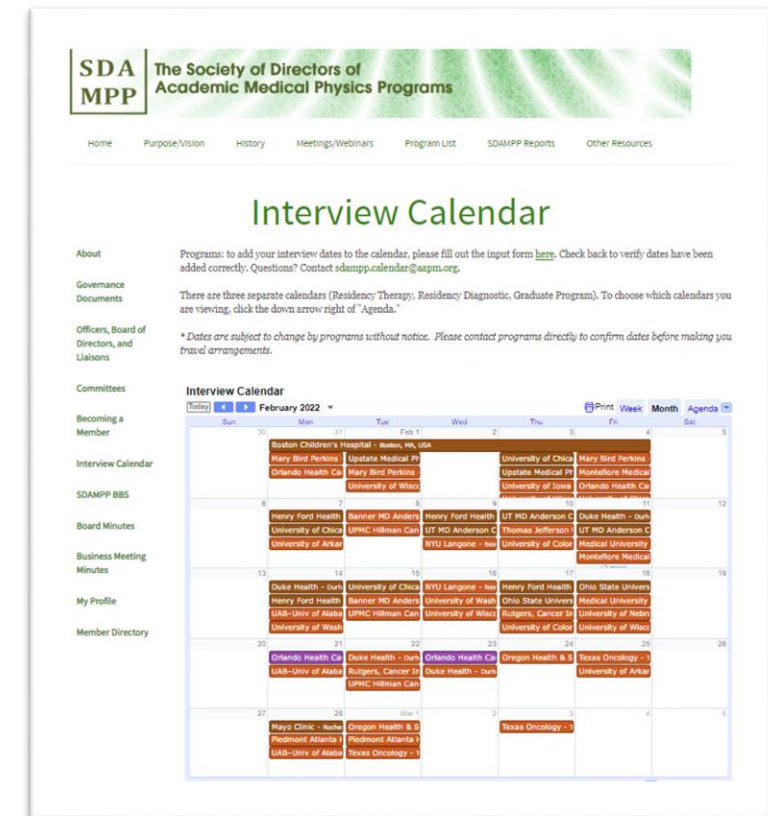 SDA
MPP
The Society of Directors of
Academic Medical Physics Programs
Home Purpose/Vision History Meetings/Webinars Program List SDAMPP Reports Other Resources
Interview Calendar
About
Governance
Documents
Officers, Board of
Directors, and
Liaisons
Committees
Becoming a
Member
Interview Calendar
SDAMPP BBS
Board Minutes
Business Meeting
Minutes
My Profile
Member Directory
Programs: to add your interview dates to the calendar, please fill out the input form here. Check back to verify dates have been
added correctly. Questions? Contact sdampp.calendar@aapm.org.
There are three separate calendars (Residency Therapy, Residency Diagnostic, Graduate Program). To choose which calendars you
are viewing, click the down arrow right of "Agenda."
* Dates are subject to change by programs without notice. Please contact programs directly to confirm dates before making you
travel arrangements.
Interview Calendar
Today February 2022 Print Week Month Agenda
Sun Mon Tue Wed Thu Fri Sat
30 31 Feb 1 2 3 4 5
Boston Children's Hospital - Boston, MA, USA
Mary Bird Perkins - Upstate Medical Ph University of Chica Mary Bird Perkins -
Orlando Health Ca Mary Bird Perkins - Upstate Medical Ph Montefiore Medical
University of Wisco University of Iowa Orlando Health Ca
6 7 8 9 10 11 12
Henry Ford Health Banner MD Anders Henry Ford Health UT MD Anderson C Duke Health - Durh
University of Chica UPMC Hillman Can UT MD Anderson C Thomas Jefferson UT MD Anderson C
University of Arkar NYU Langone - New University of Color Medical University
Montefiore Medical
13 14 15 16 17 18 19
Duke Health - Durh University of Chica NYU Langone - New Henry Ford Health Ohio State Univers
Henry Ford Health Banner MD Anders University of Wash Ohio State Univers Medical University
UAB-Univ of Alaba UPMC Hillman Can University of Wisco Rutgers, Cancer In University of Nebr
University of Wash University of Color University of Wisco
20 21 22 23 24 25 26
Orlando Health Ca Duke Health - Durh Orlando Health Ca Oregon Health & S Texas Oncology - T
UAB-Univ of Alaba Rutgers, Cancer In Duke Health - Durh University of Arkar
UPMC Hillman Can
27 28 Mar 1 2 3 4 5
Mayo Clinic - Roche Oregon Health & S Texas Oncology - T
Piedmont Atlanta H Piedmont Atlanta H
UAB-Univ of Alaba Texas Oncology - T